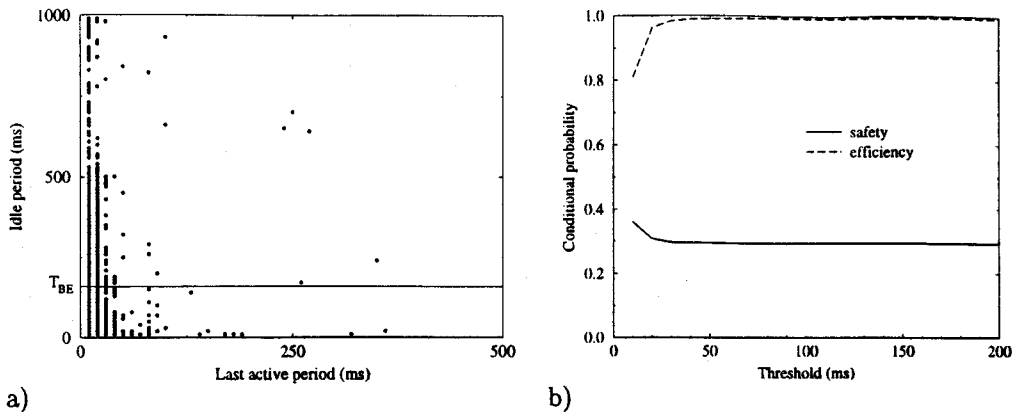 1000
500
T_BE
0
Idle period (ms)
0
250
500
Last active period (ms)
a)
1.0
0.8
0.6
0.4
0.2
0.0
Conditional probability
safety
efficiency
0
50
100
150
200
Threshold (ms)
b)